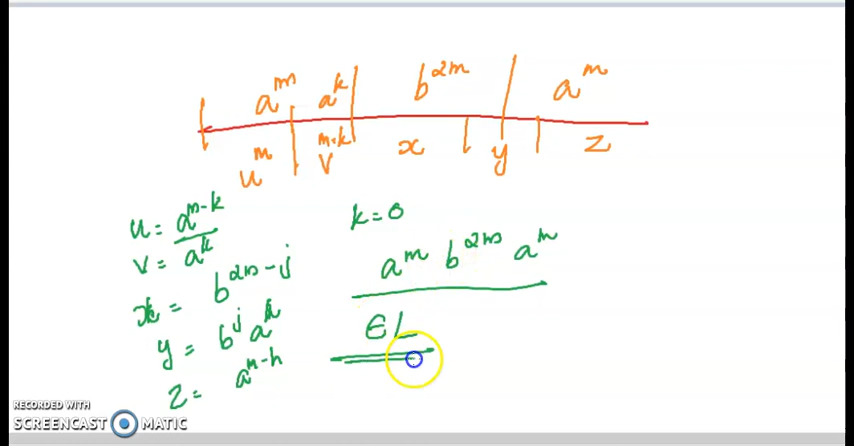 a^m a^k b^{2m} a^m
u^m v^{m-k} x y z
u = a^{m-k} k = 0
v = a^k
a^m b^{2m} a^m
x = b^{2m-j}
y = b^j a^h
∈ L
z = a^{m-h}
RECORDED WITH
SCREENCAST MATIC